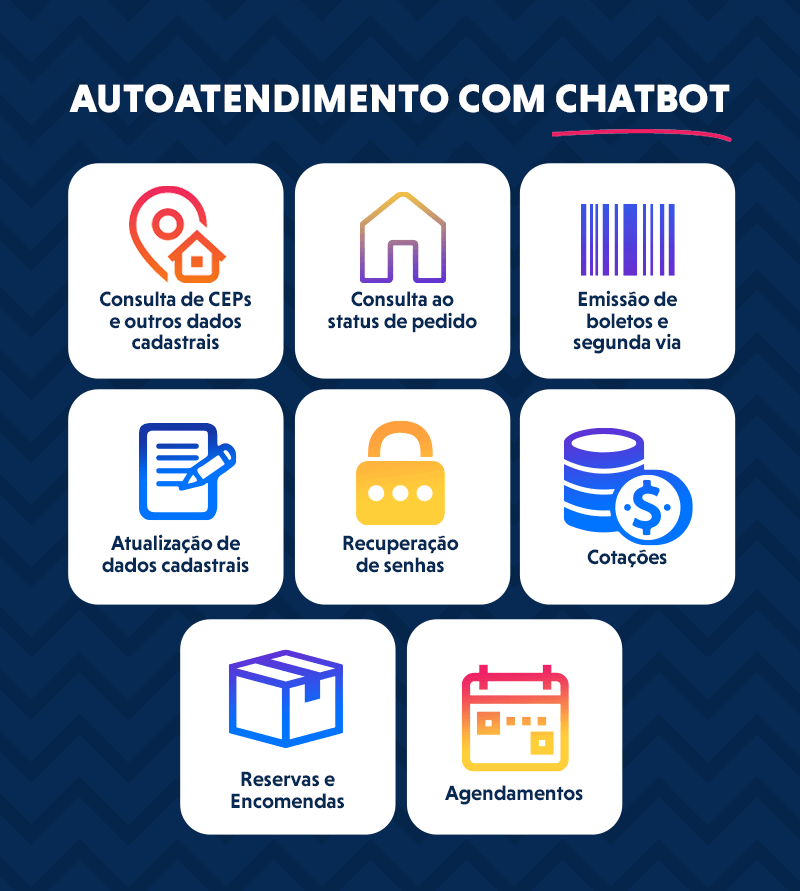 AUTOATENDIMENTO COM CHATBOT
Consulta de CEPs
e outros dados
cadastrais
Consulta ao
status de pedido
Emissão de
boletos e
segunda via
Atualização de
dados cadastrais
Recuperação
de senhas
Cotações
Reservas e
Encomendas
Agendamentos